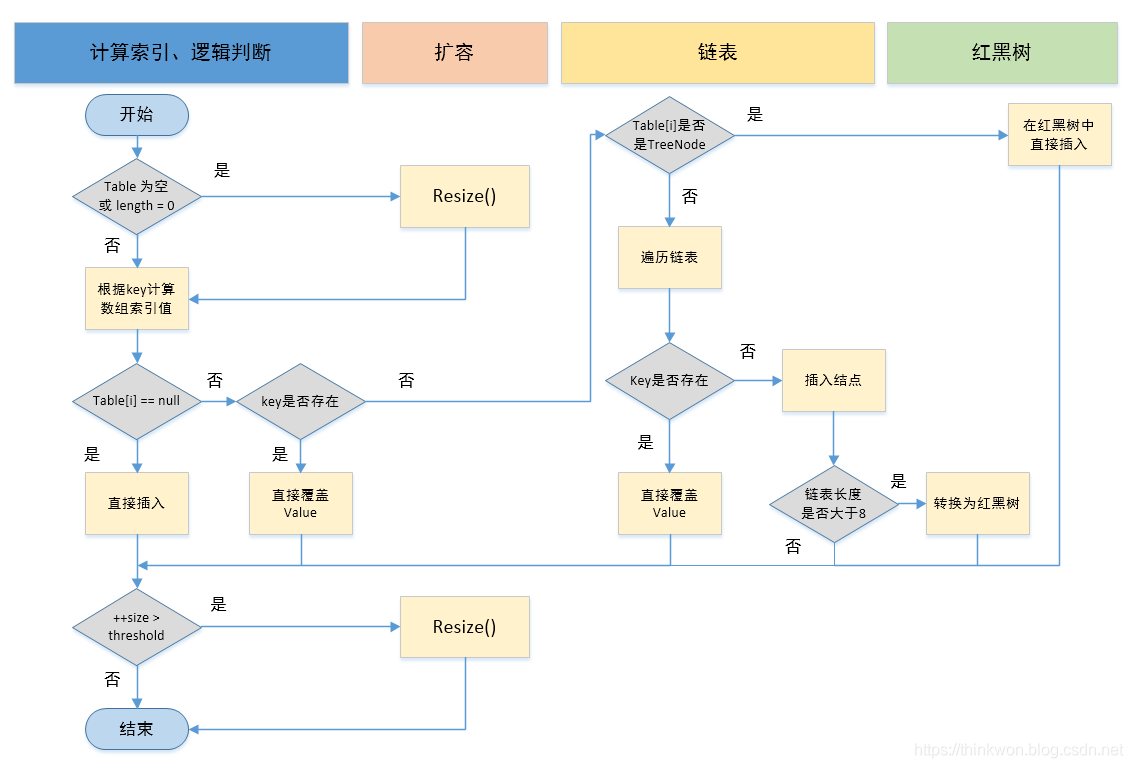 计算索引、逻辑判断
扩容
链表
红黑树
开始
Table 为空
或 length = 0
是
Resize()
否
根据key计算
数组索引值
Table[i] == null
否
key是否存在
否
是
直接插入
是
直接覆盖
Value
Table[i]是否
是TreeNode
是
在红黑树中
直接插入
否
遍历链表
Key是否存在
否
插入结点
是
直接覆盖
Value
链表长度
是否大于8
是
转换为红黑树
否
++size >
threshold
是
Resize()
否
结束
https://thinkwon.blog.csdn.net